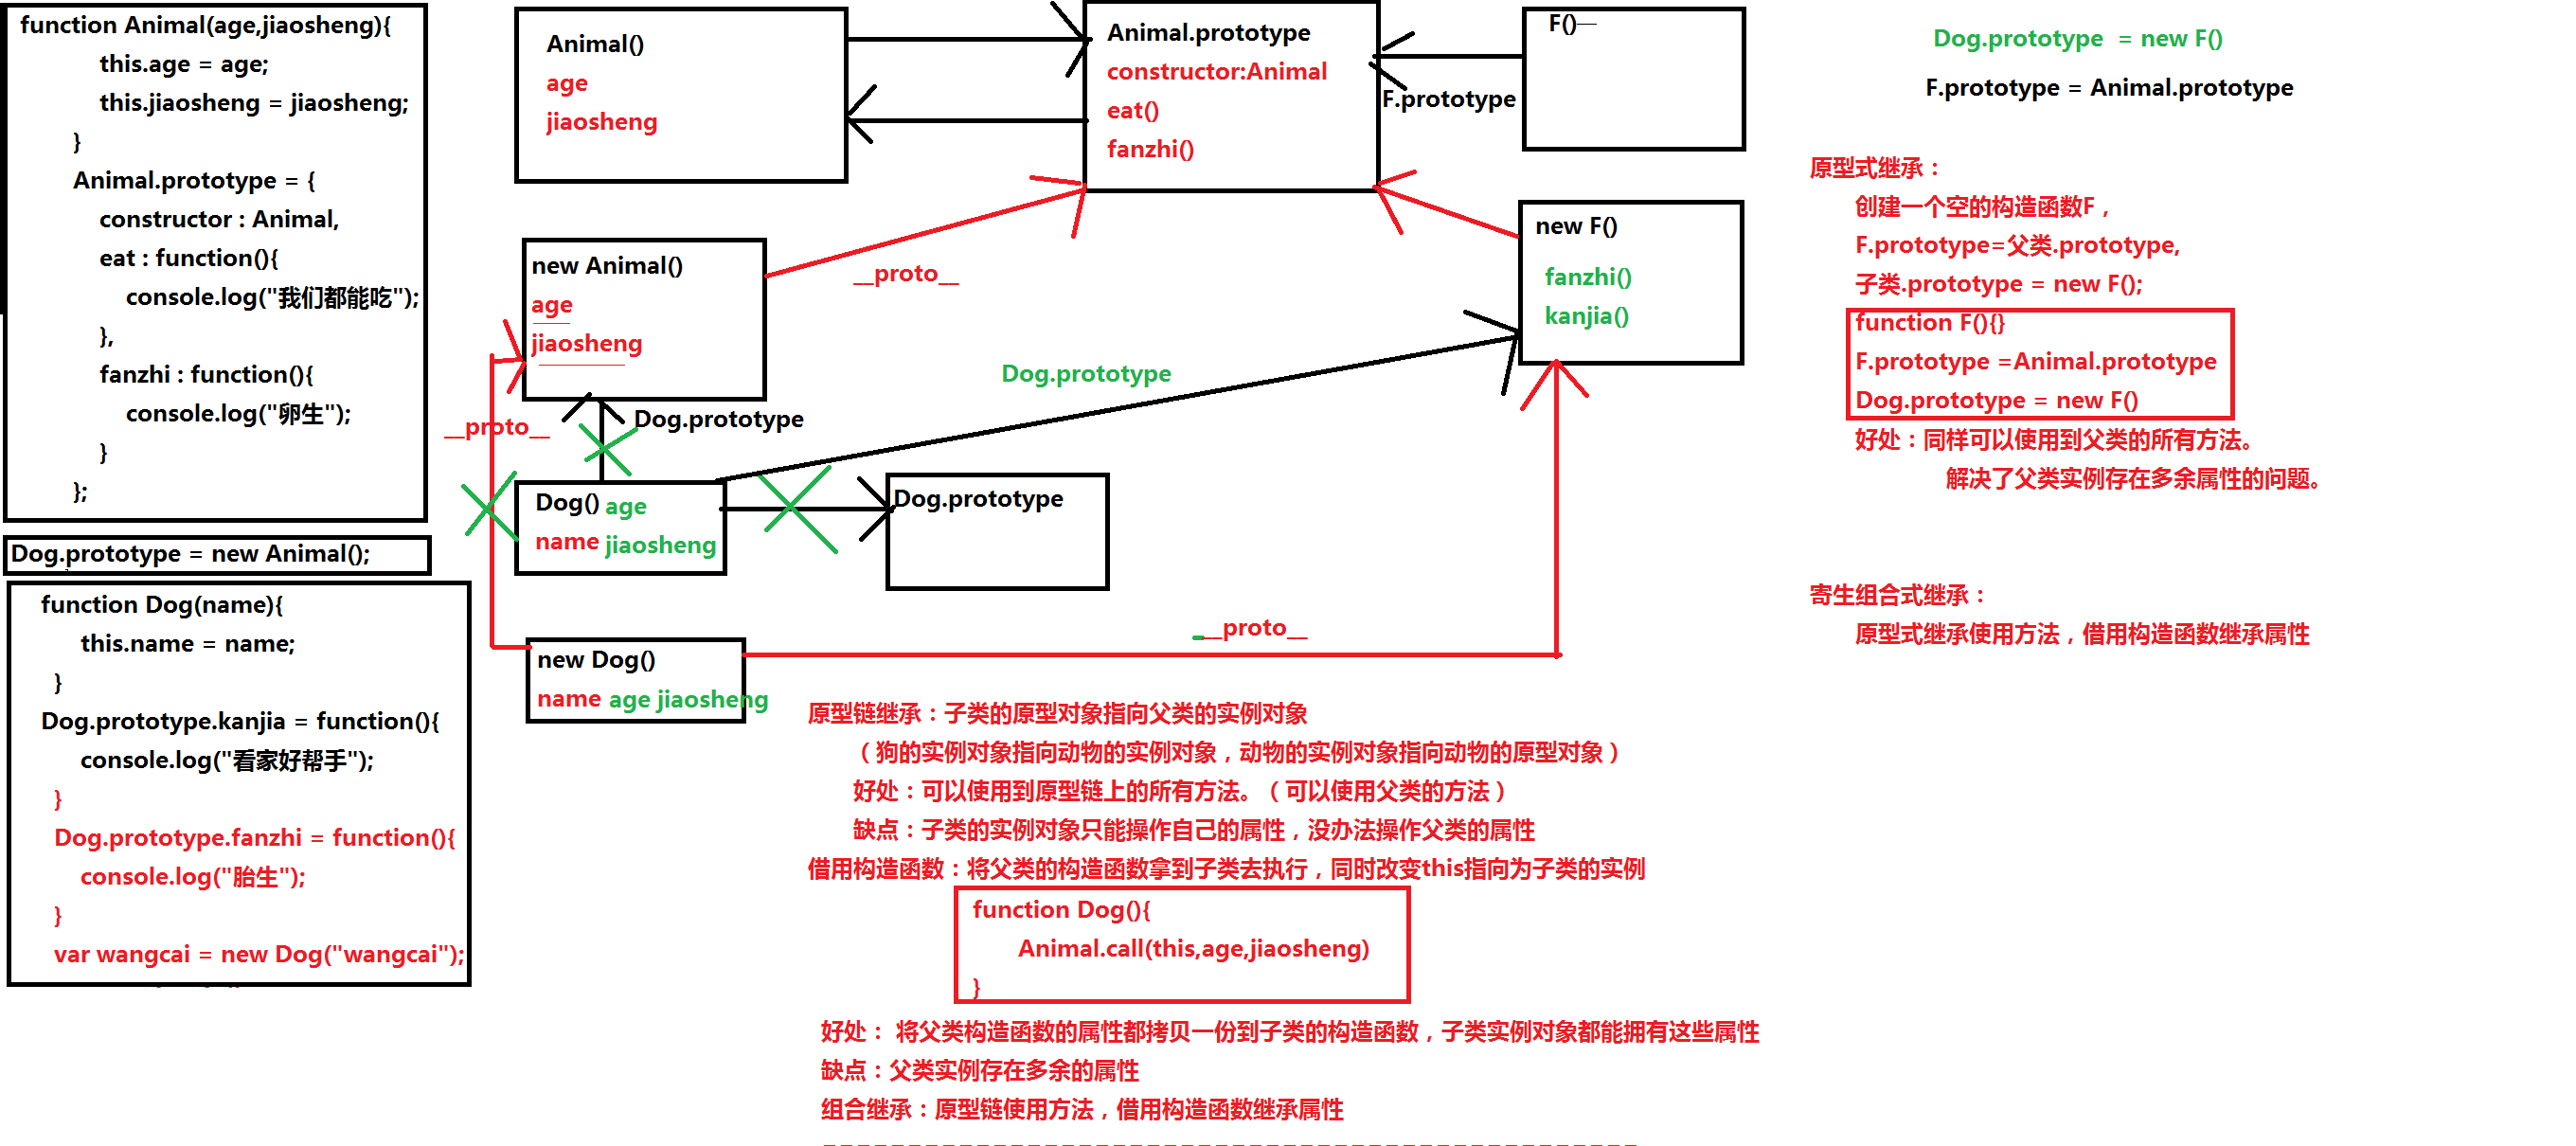 function Animal(age,jiaosheng){
this.age = age;
this.jiaosheng = jiaosheng;
}
Animal.prototype = {
constructor : Animal,
eat : function(){
console.log("我们都能吃");
},
fanzhi : function(){
console.log("卵生");
}
};
Dog.prototype = new Animal();
function Dog(name){
this.name = name;
}
Dog.prototype.kanjia = function(){
console.log("看家好帮手");
}
Dog.prototype.fanzhi = function(){
console.log("胎生");
}
var wangcai = new Dog("wangcai");
Animal()
age
jiaosheng
Animal.prototype
constructor:Animal
eat()
fanzhi()
F()
F.prototype
new Animal()
age
jiaosheng
__proto__
new F()
fanzhi()
kanjia()
Dog.prototype
Dog.prototype
__proto__
Dog() age
name jiaosheng
Dog.prototype
new Dog()
name age jiaosheng
__proto__
原型链继承：子类的原型对象指向父类的实例对象
（狗的实例对象指向动物的实例对象，动物的实例对象指向动物的原型对象）
好处：可以使用到原型链上的所有方法。（可以使用父类的方法）
缺点：子类的实例对象只能操作自己的属性，没办法操作父类的属性
借用构造函数：将父类的构造函数拿到子类去执行，同时改变this指向为子类的实例
function Dog(){
Animal.call(this,age,jiaosheng)
}
好处： 将父类构造函数的属性都拷贝一份到子类的构造函数，子类实例对象都能拥有这些属性
缺点：父类实例存在多余的属性
组合继承：原型链使用方法，借用构造函数继承属性
Dog.prototype = new F()
F.prototype = Animal.prototype
原型式继承：
创建一个空的构造函数F，
F.prototype=父类.prototype,
子类.prototype = new F();
function F(){}
F.prototype =Animal.prototype
Dog.prototype = new F()
好处：同样可以使用到父类的所有方法。
解决了父类实例存在多余属性的问题。
寄生组合式继承：
原型式继承使用方法，借用构造函数继承属性